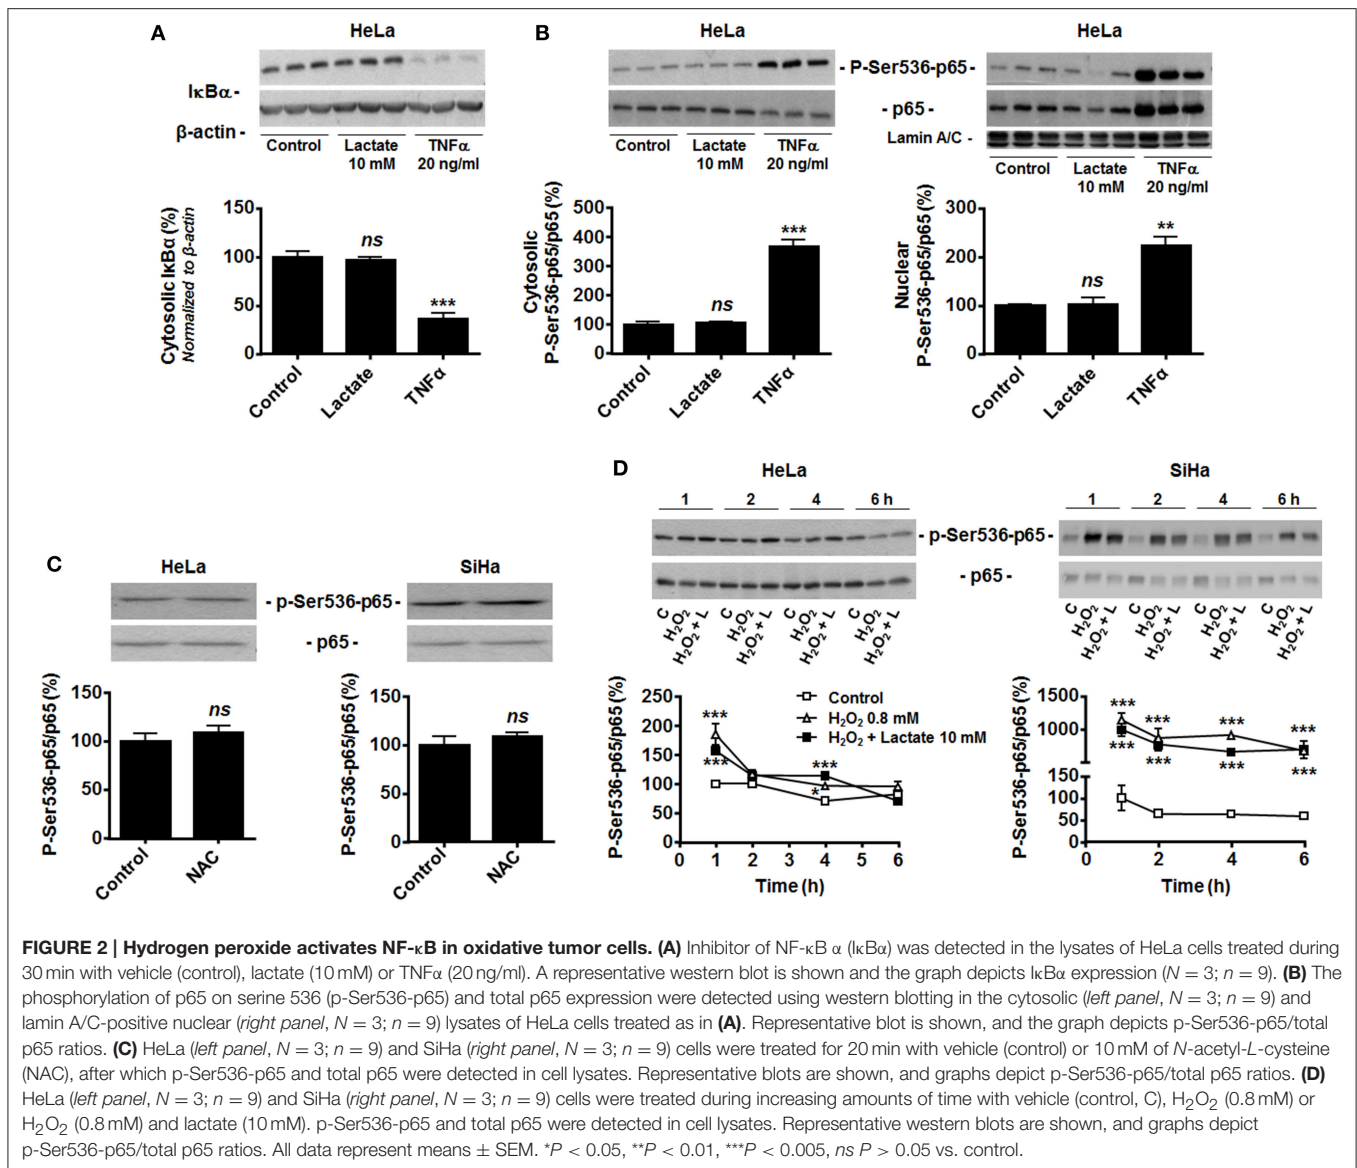 A
HeLa
IκBα -
β-actin -
Control
Lactate
10 mM
TNFα
20 ng/ml
Cytosolic IκBα (%)
Normalized to β-actin
150
100
50
0
ns
***
Control
Lactate
TNFα
B
HeLa
HeLa
- P-Ser536-p65 -
- p65 -
Lamin A/C -
Control
Lactate
10 mM
TNFα
20 ng/ml
Control
Lactate
10 mM
TNFα
20 ng/ml
Cytosolic
P-Ser536-p65/p65 (%)
500
400
300
200
100
0
ns
***
Control
Lactate
TNFα
Nuclear
P-Ser536-p65/p65 (%)
300
200
100
0
ns
**
Control
Lactate
TNFα
C
HeLa
SiHa
- p-Ser536-p65 -
- p65 -
P-Ser536-p65/p65 (%)
150
100
50
0
ns
Control
NAC
P-Ser536-p65/p65 (%)
150
100
50
0
ns
Control
NAC
D
HeLa
SiHa
1 2 4 6 h
1 2 4 6 h
- p-Ser536-p65 -
- p65 -
C H2O2 H2O2 + L C H2O2 H2O2 + L C H2O2 H2O2 + L C H2O2 H2O2 + L
C H2O2 H2O2 + L C H2O2 H2O2 + L C H2O2 H2O2 + L C H2O2 H2O2 + L
P-Ser536-p65/p65 (%)
250
200
150
100
50
0
***
***
***
*
Control
H2O2 0.8 mM
H2O2 + Lactate 10 mM
0 1 2 3 4 5 6
Time (h)
P-Ser536-p65/p65 (%)
1500
1000
150
100
50
0
*** *** *** ***
*** *** *** ***
0 2 4 6
Time (h)
FIGURE 2 | Hydrogen peroxide activates NF-κB in oxidative tumor cells. (A) Inhibitor of NF-κB α (IκBα) was detected in the lysates of HeLa cells treated during
30 min with vehicle (control), lactate (10 mM) or TNFα (20 ng/ml). A representative western blot is shown and the graph depicts IκBα expression (N = 3; n = 9). (B) The
phosphorylation of p65 on serine 536 (p-Ser536-p65) and total p65 expression were detected using western blotting in the cytosolic (left panel, N = 3; n = 9) and
lamin A/C-positive nuclear (right panel, N = 3; n = 9) lysates of HeLa cells treated as in (A). Representative blot is shown, and the graph depicts p-Ser536-p65/total
p65 ratios. (C) HeLa (left panel, N = 3; n = 9) and SiHa (right panel, N = 3; n = 9) cells were treated for 20 min with vehicle (control) or 10 mM of N-acetyl-L-cysteine
(NAC), after which p-Ser536-p65 and total p65 were detected in cell lysates. Representative blots are shown, and graphs depict p-Ser536-p65/total p65 ratios. (D)
HeLa (left panel, N = 3; n = 9) and SiHa (right panel, N = 3; n = 9) cells were treated during increasing amounts of time with vehicle (control, C), H2O2 (0.8 mM) or
H2O2 (0.8 mM) and lactate (10 mM). p-Ser536-p65 and total p65 were detected in cell lysates. Representative western blots are shown, and graphs depict
p-Ser536-p65/total p65 ratios. All data represent means ± SEM. *P < 0.05, **P < 0.01, ***P < 0.005, ns P > 0.05 vs. control.